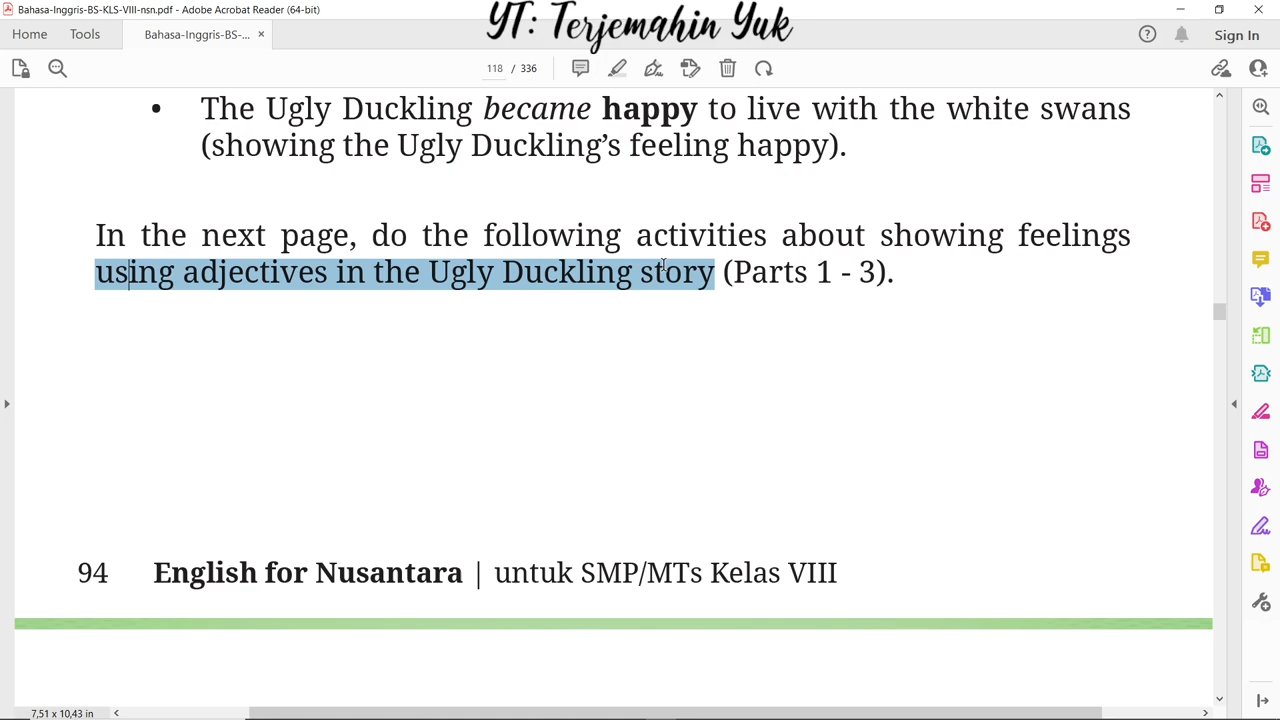 Bahasa-Inggris-BS-KLS-VIII-nsn.pdf - Adobe Acrobat Reader (64-bit)
YT: Terjemahin Yuk
Home Tools Bahasa-Inggris-BS-... × Sign In
118 / 336
• The Ugly Duckling became happy to live with the white swans
(showing the Ugly Duckling’s feeling happy).
In the next page, do the following activities about showing feelings
using adjectives in the Ugly Duckling story (Parts 1 - 3).
94 English for Nusantara | untuk SMP/MTs Kelas VIII
7,51 x 10,43 in